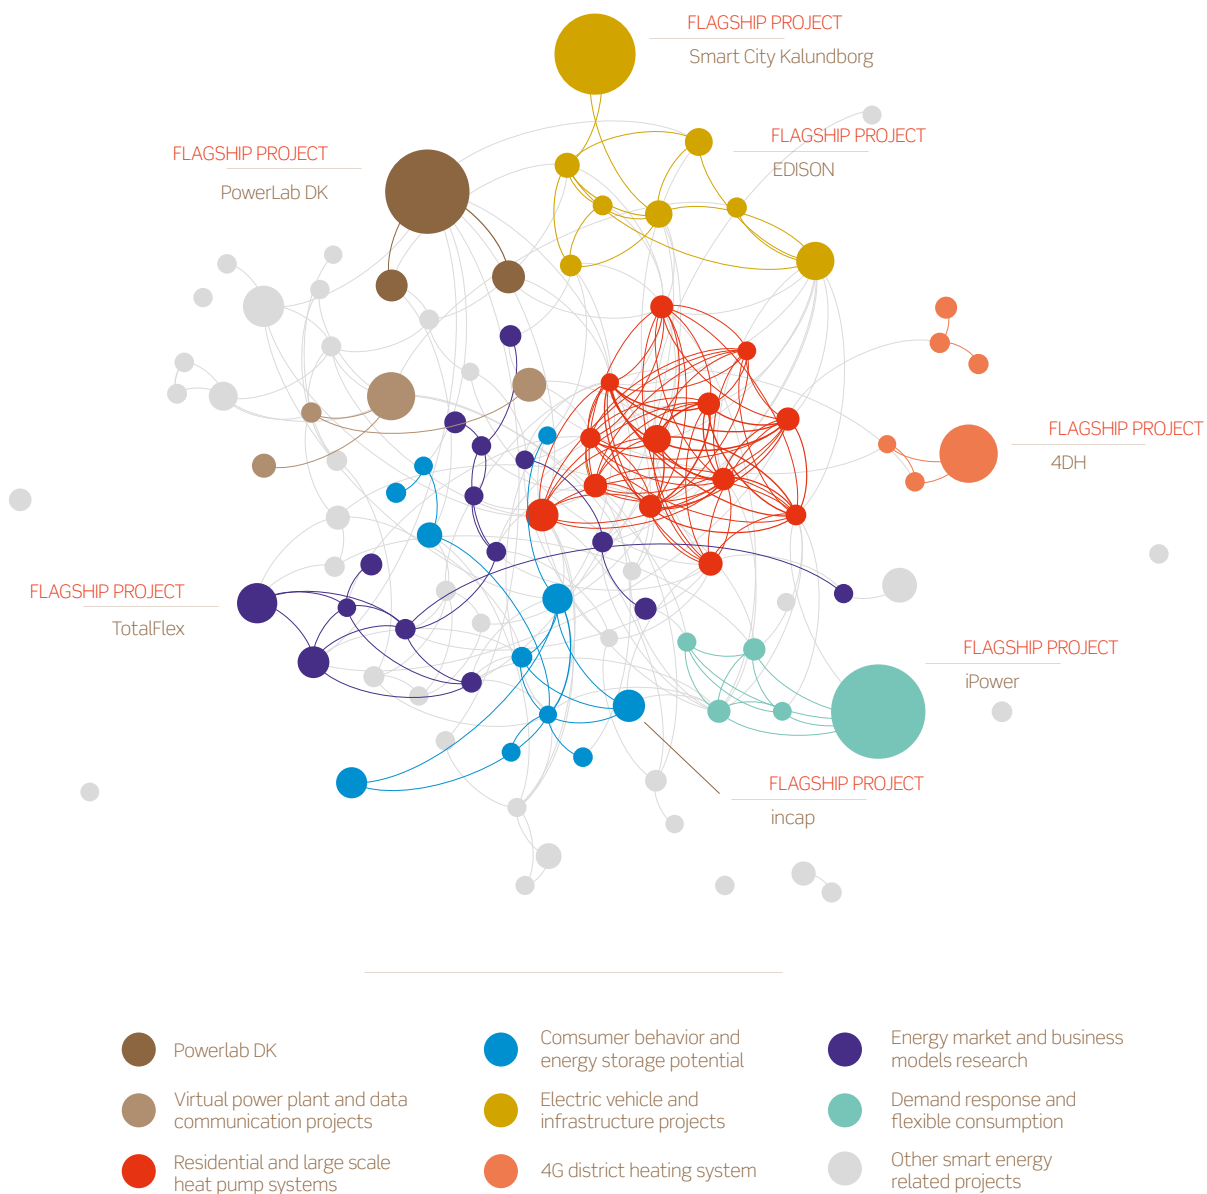 FLAGSHIP PROJECT
Smart City Kalundborg
FLAGSHIP PROJECT
EDISON
FLAGSHIP PROJECT
PowerLab DK
FLAGSHIP PROJECT
4DH
FLAGSHIP PROJECT
TotalFlex
FLAGSHIP PROJECT
iPower
FLAGSHIP PROJECT
incap
Powerlab DK
Virtual power plant and data
communication projects
Residential and large scale
heat pump systems
Comsumer behavior and
energy storage potential
Electric vehicle and
infrastructure projects
4G district heating system
Energy market and business
models research
Demand response and
flexible consumption
Other smart energy
related projects